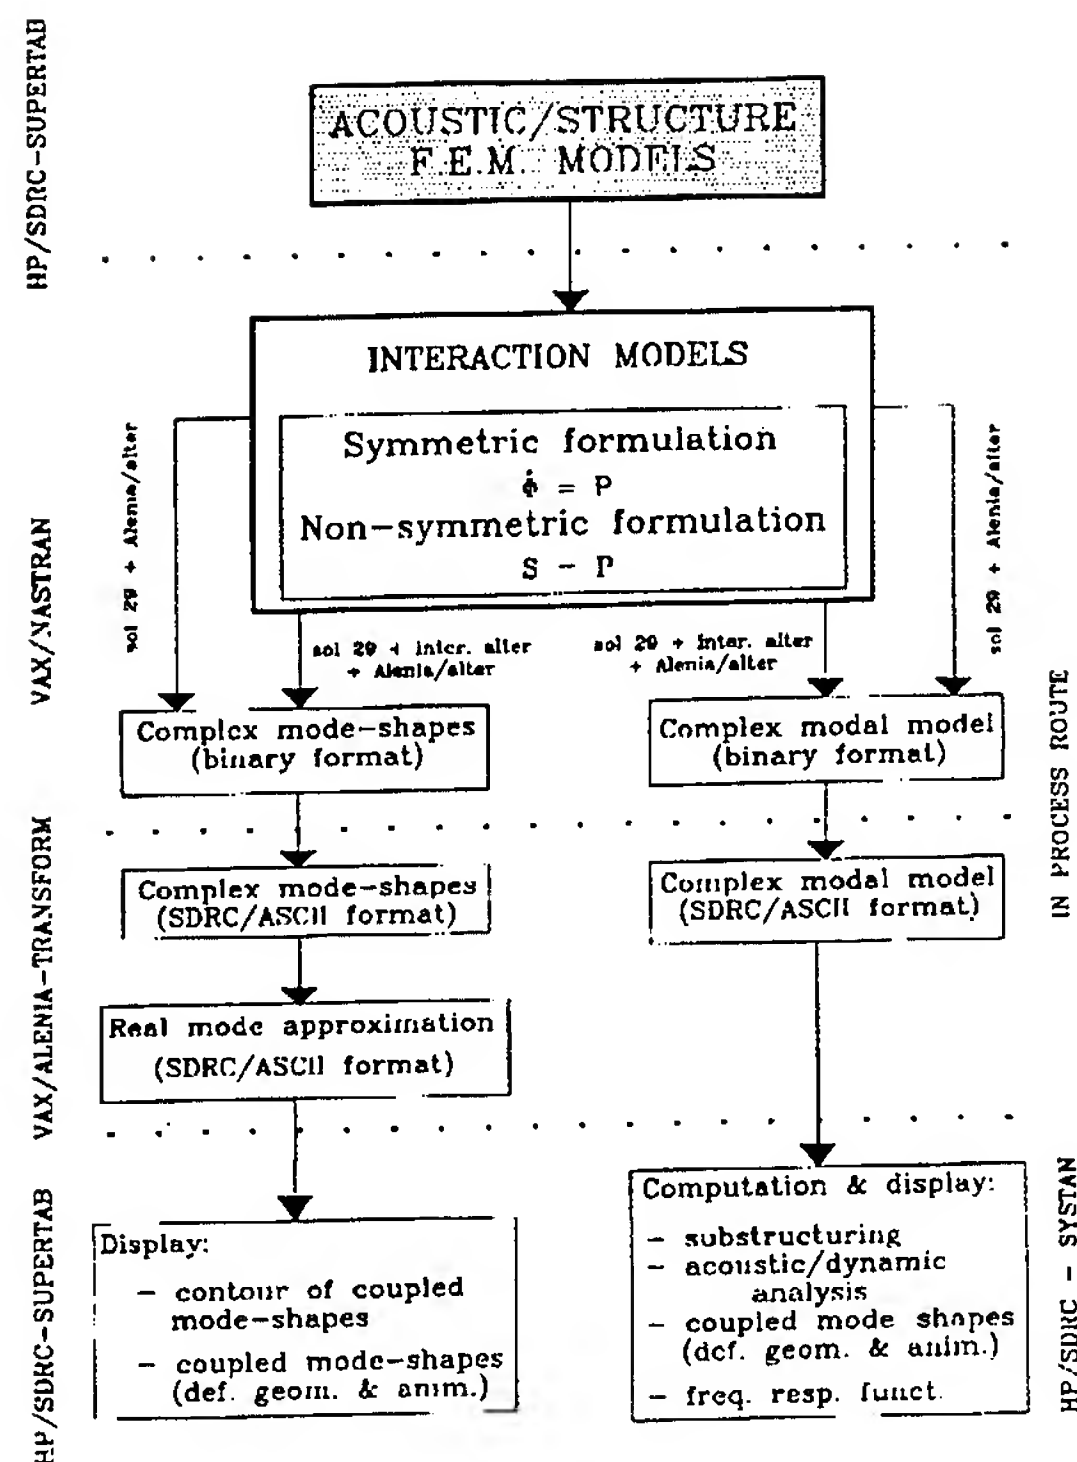 HP/SDRC-SUPERTAB
ACOUSTIC/STRUCTURE
F.E.M. MODELS
INTERACTION MODELS
Symmetric formulation
Φ̇ = P
Non-symmetric formulation
S - P
sol 29 + Alenia/alter
sol 29 + Alenia/alter
VAX/NASTRAN
sol 29 + inter. alter
+ Alenia/alter
sol 29 + inter. alter
+ Alenia/alter
Complex mode-shapes
(binary format)
Complex modal model
(binary format)
IN PROCESS ROUTE
VAX/ALENIA-TRANSFORM
Complex mode-shapes
(SDRC/ASCII format)
Complex modal model
(SDRC/ASCII format)
Real mode approximation
(SDRC/ASCII format)
HP/SDRC-SUPERTAB
Display:
- contour of coupled
mode-shapes
- coupled mode-shapes
(def. geom. & anim.)
Computation & display:
- substructuring
- acoustic/dynamic
analysis
- coupled mode shapes
(def. geom. & anim.)
- freq. resp. funct.
HP/SDRC - SYSTAN